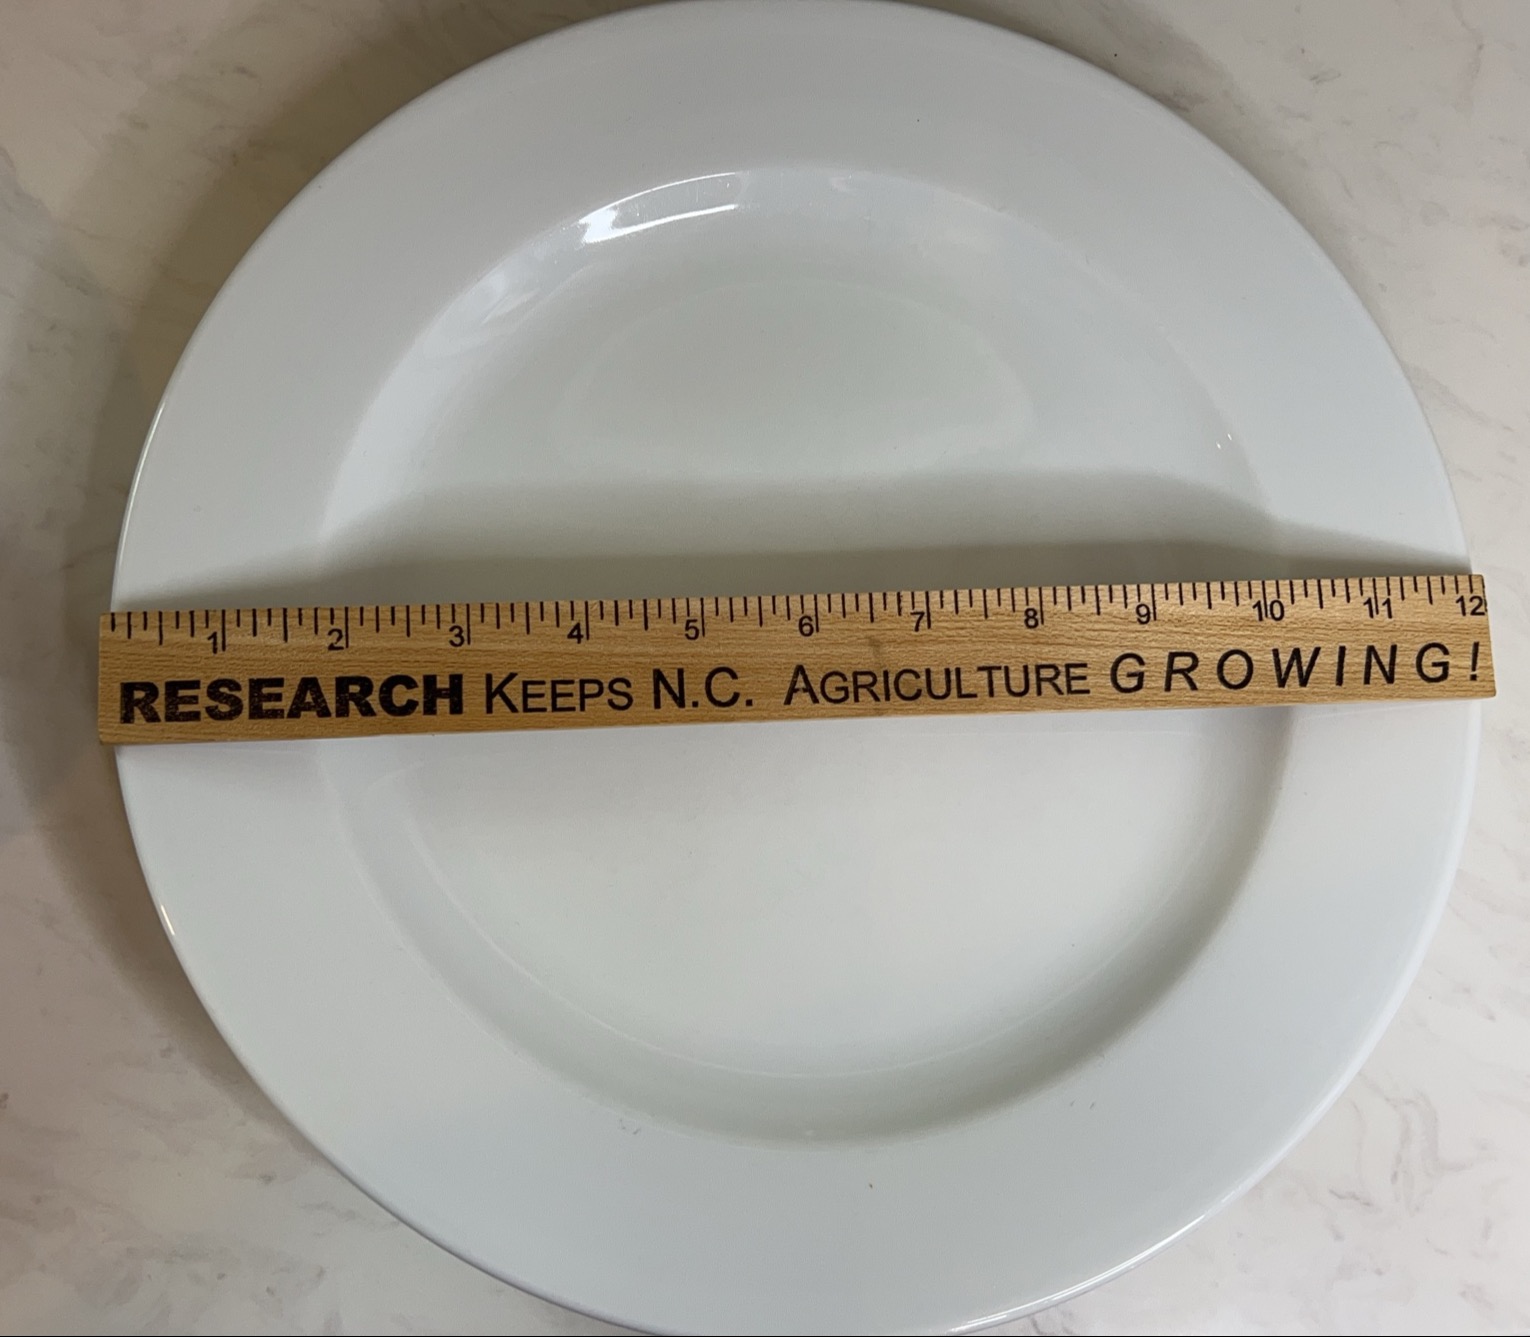 1 2 3 4 5 6 7 8 9 10 11 12
RESEARCH KEEPS N.C. AGRICULTURE GROWING!